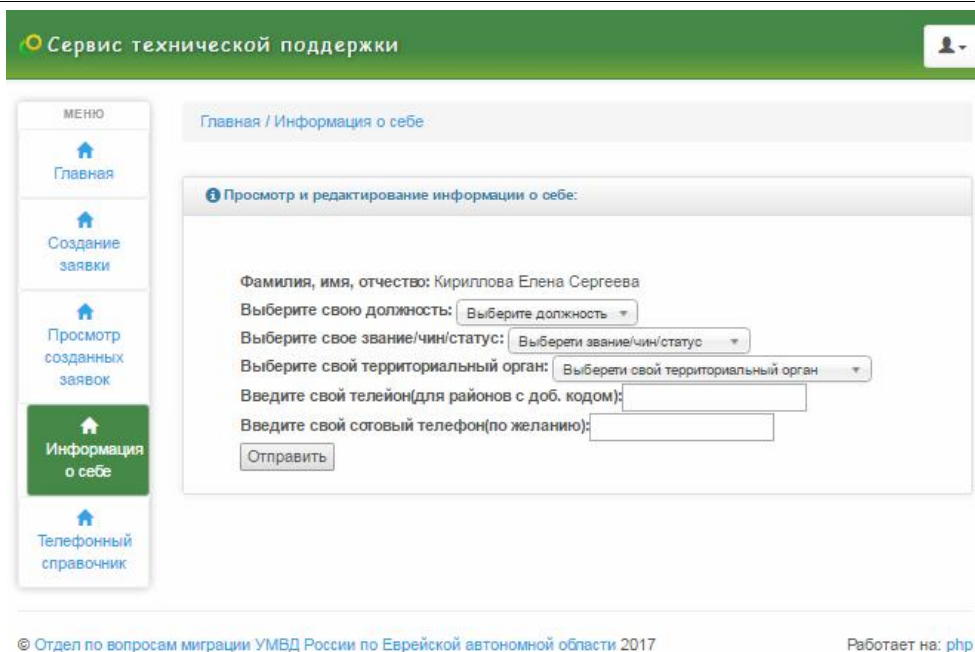 Сервис технической поддержки
МЕНЮ
Главная
Создание
заявки
Просмотр
созданных
заявок
Информация
о себе
Телефонный
справочник
Главная / Информация о себе
Просмотр и редактирование информации о себе:
Фамилия, имя, отчество: Кириллова Елена Сергеева
Выберите свою должность: Выберите должность
Выберите свое звание/чин/статус: Выберети звание/чин/статус
Выберите свой территориальный орган: Выберети свой территориальный орган
Введите свой телейон(для районов с доб. кодом):
Введите свой сотовый телефон(по желанию):
Отправить
© Отдел по вопросам миграции УМВД России по Еврейской автономной области 2017
Работает на: php